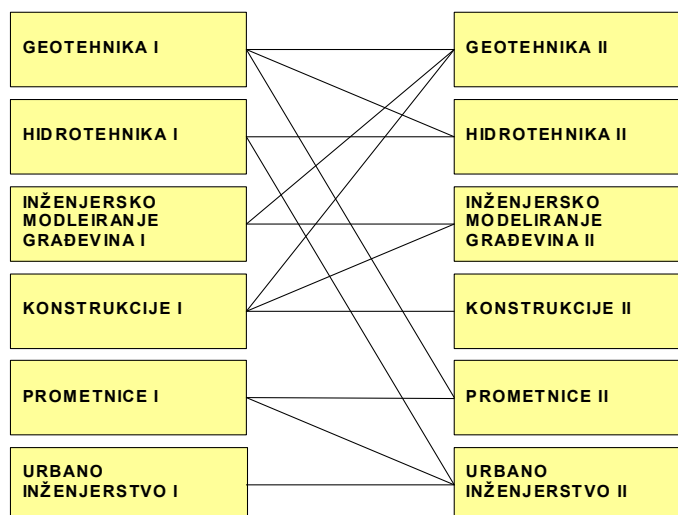 GEOTEHNIKA I
GEOTEHNIKA II
HIDROTEHNIKA I
HIDROTEHNIKA II
INŽENJERSKO
MODLEIRANJE
GRAĐEVINA I
INŽENJERSKO
MODELIRANJE
GRAĐEVINA II
KONSTRUKCIJE I
KONSTRUKCIJE II
PROMETNICE I
PROMETNICE II
URBANO
INŽENJERSTVO I
URBANO
INŽENJERSTVO II